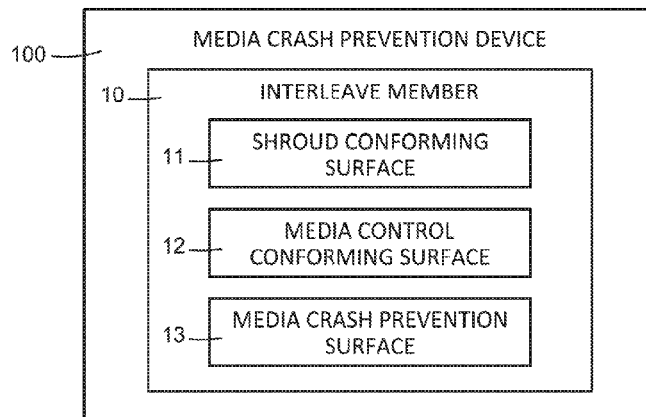 100
MEDIA CRASH PREVENTION DEVICE
10
INTERLEAVE MEMBER
11
SHROUD CONFORMING
SURFACE
12
MEDIA CONTROL
CONFORMING SURFACE
13
MEDIA CRASH PREVENTION
SURFACE